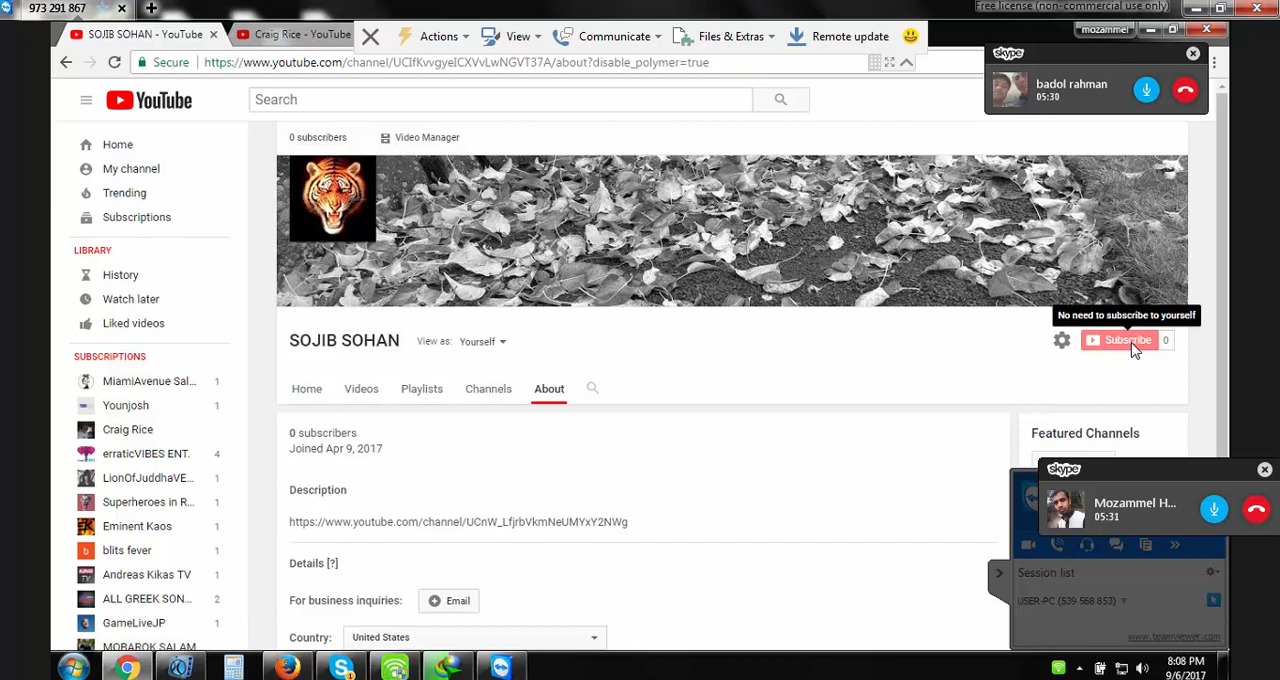 973 291 867
Free license (non-commercial use only)
SOJIB SOHAN - YouTube
Craig Rice - YouTube
Actions
View
Communicate
Files & Extras
Remote update
mozammel
Secure
https://www.youtube.com/channel/UCIfKvvgyeICXVvLwNGVT37A/about?disable_polymer=true
skype
badol rahman
05:30
YouTube
Search
Home
My channel
Trending
Subscriptions
LIBRARY
History
Watch later
Liked videos
SUBSCRIPTIONS
MiamiAvenue Sal... 1
Younjosh 1
Craig Rice
erraticVIBES ENT. 4
LionOfJuddhaVE... 1
Superheroes in R... 1
Eminent Kaos 1
blits fever 1
Andreas Kikas TV 1
ALL GREEK SON... 2
GameLiveJP 1
MOBAROK SALAM
0 subscribers
Video Manager
No need to subscribe to yourself
SOJIB SOHAN
View as: Yourself
Subscribe 0
Home
Videos
Playlists
Channels
About
0 subscribers
Joined Apr 9, 2017
Description
https://www.youtube.com/channel/UCnW_LfjrbVkmNeUMYxY2NWg
Details [?]
For business inquiries:
Email
Country:
United States
Featured Channels
skype
Mozammel H...
05:31
Session list
USER-PC (539 568 853)
www.teamviewer.com
8:08 PM
9/6/2017